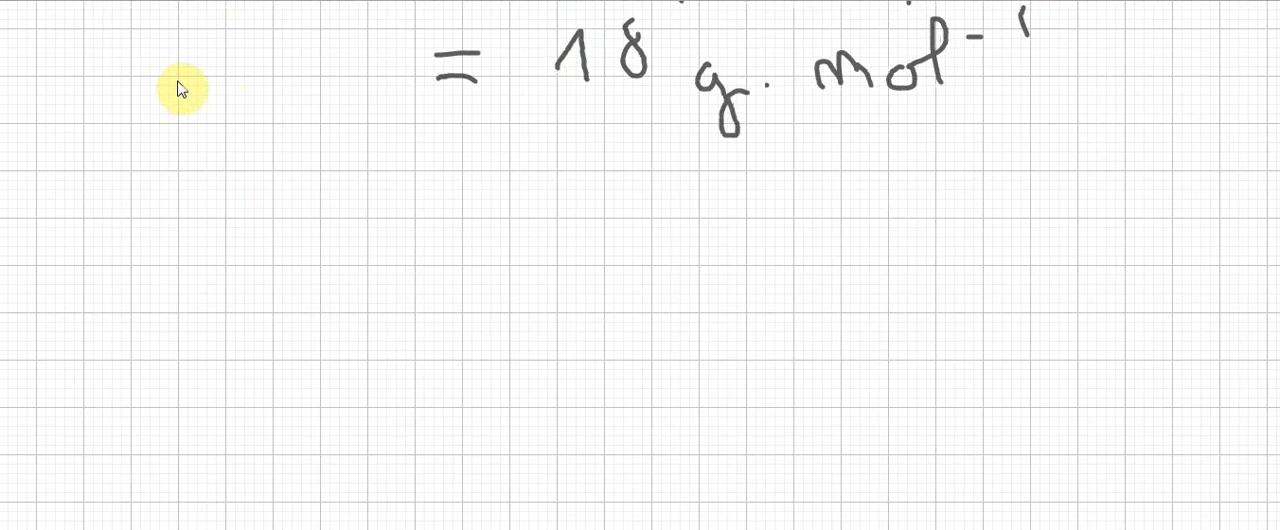 = 18 g. mol⁻¹